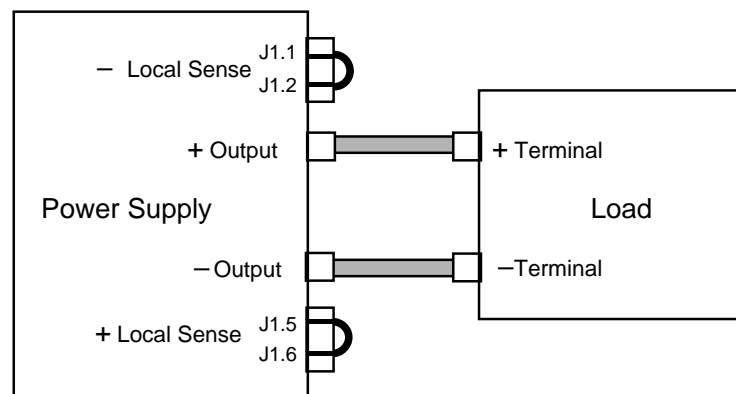 J1.1
− Local Sense
J1.2
+ Output
+ Terminal
Power Supply
Load
− Output
−Terminal
J1.5
+ Local Sense
J1.6